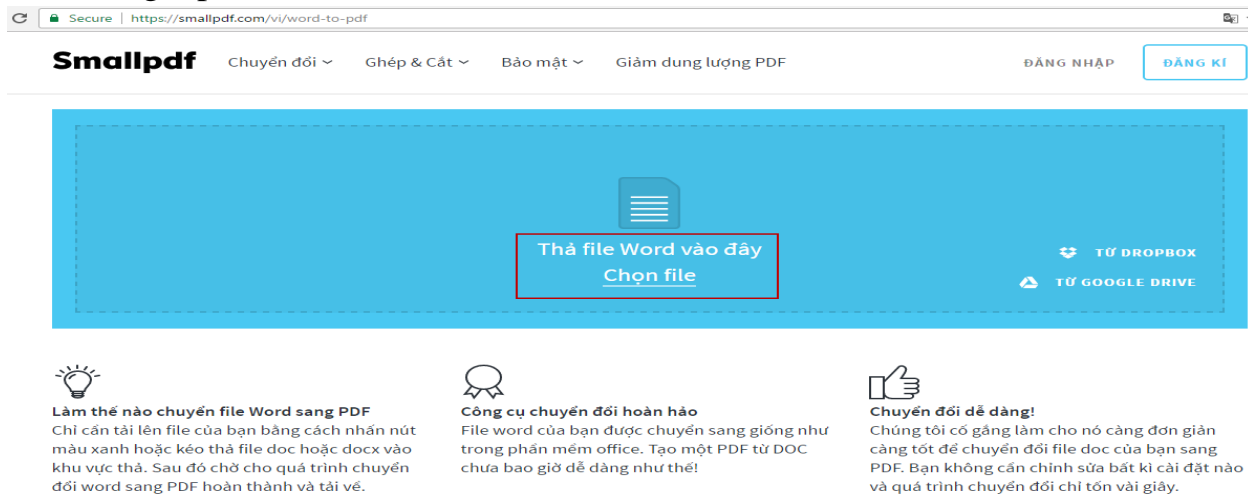 Secure | https://smallpdf.com/vi/word-to-pdf
Smallpdf Chuyển đổi Ghép & Cắt Bảo mật Giảm dung lượng PDF ĐĂNG NHẬP ĐĂNG KÍ
Thả file Word vào đây
Chọn file
TỪ DROPBOX
TỪ GOOGLE DRIVE
Làm thế nào chuyển file Word sang PDF
Chỉ cần tải lên file của bạn bằng cách nhấn nút
màu xanh hoặc kéo thả file doc hoặc docx vào
khu vực thả. Sau đó chờ cho quá trình chuyển
đổi word sang PDF hoàn thành và tải về.
Công cụ chuyển đổi hoàn hảo
File word của bạn được chuyển sang giống như
trong phần mềm office. Tạo một PDF từ DOC
chưa bao giờ dễ dàng như thế!
Chuyển đổi dễ dàng!
Chúng tôi cố gắng làm cho nó càng đơn giản
càng tốt để chuyển đổi file doc của bạn sang
PDF. Bạn không cần chỉnh sửa bất kì cài đặt nào
và quá trình chuyển đổi chỉ tốn vài giây.